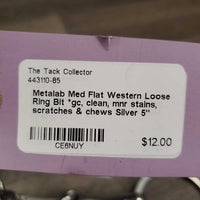 The Tack Collector
443110-85
Metalab Med Flat Western Loose
Ring Bit *gc, clean, mnr stains,
scratches & chews Silver 5"
CE6NUY
$12.00